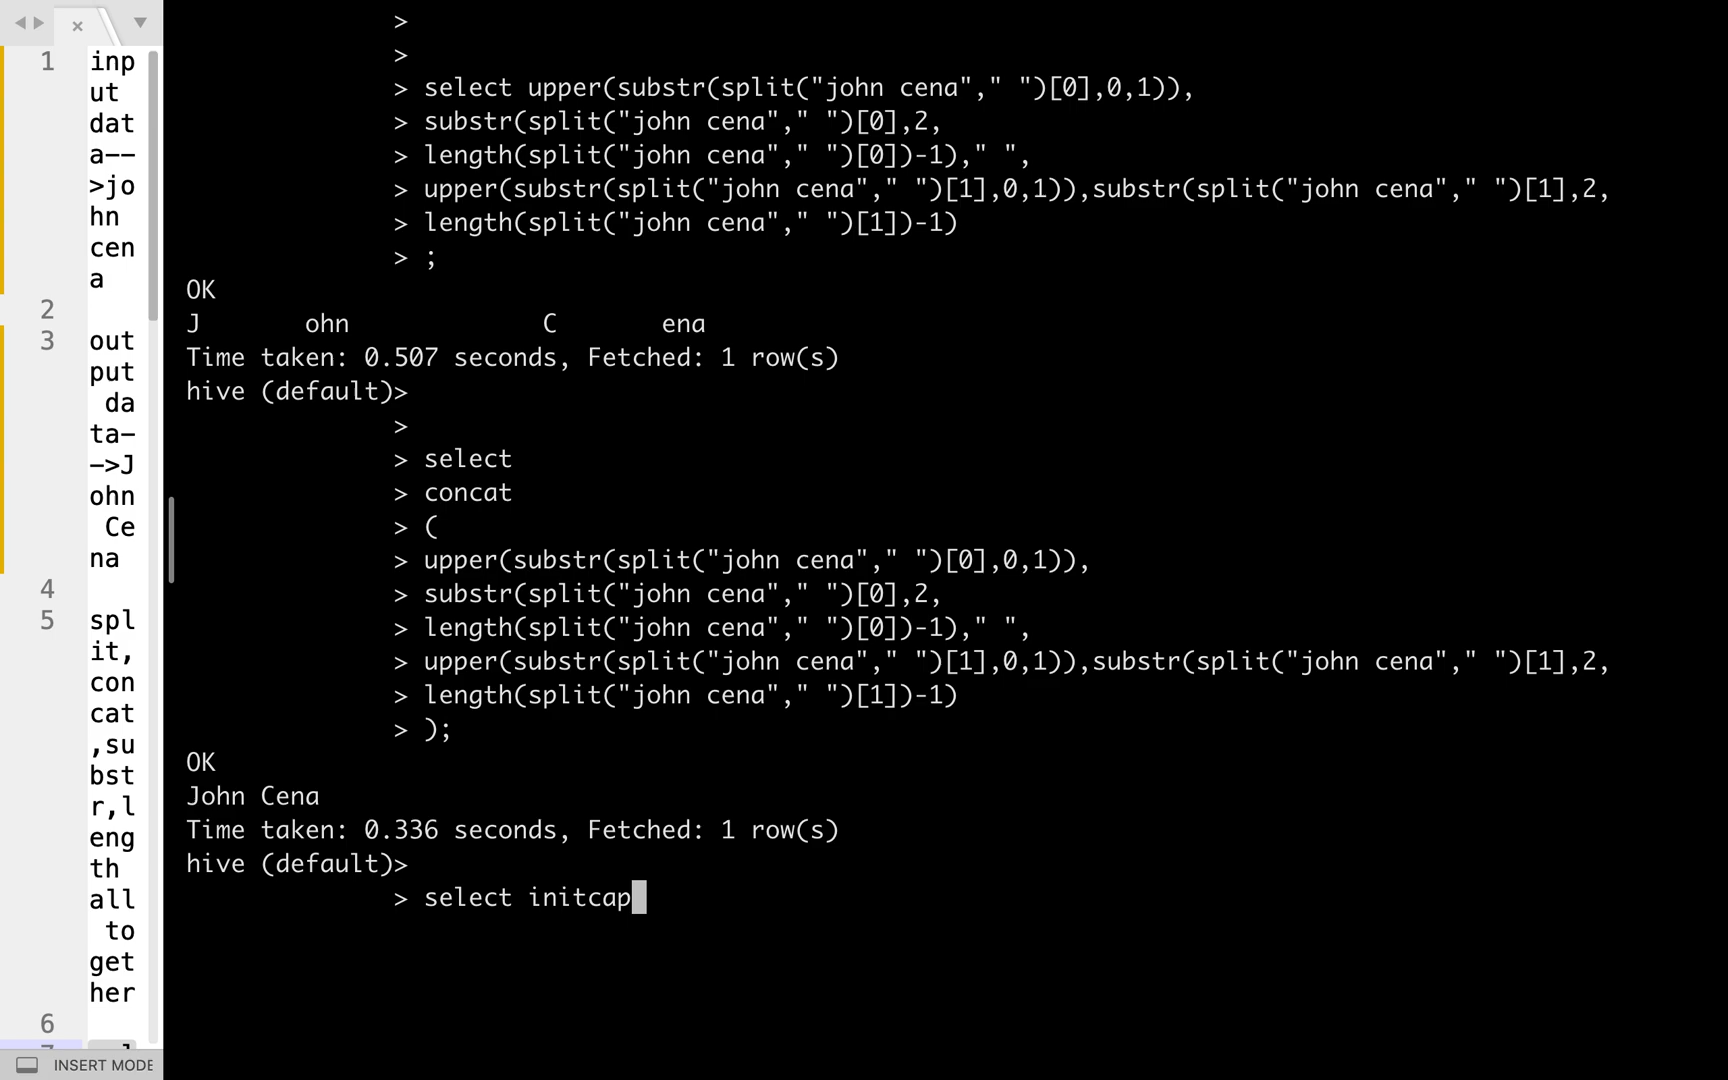 1
inp
ut
dat
a--
>jo
hn
cen
a
2
3
out
put
da
ta-
->J
ohn
Ce
na
4
5
spl
it,
con
cat
,su
bst
r,l
eng
th
all
to
get
her
6
INSERT MODE
>
>
> select upper(substr(split("john cena"," ")[0],0,1)),
> substr(split("john cena"," ")[0],2,
> length(split("john cena"," ")[0])-1)," ",
> upper(substr(split("john cena"," ")[1],0,1)),substr(split("john cena"," ")[1],2,
> length(split("john cena"," ")[1])-1)
> ;
OK
J ohn C ena
Time taken: 0.507 seconds, Fetched: 1 row(s)
hive (default)>
>
> select
> concat
> (
> upper(substr(split("john cena"," ")[0],0,1)),
> substr(split("john cena"," ")[0],2,
> length(split("john cena"," ")[0])-1)," ",
> upper(substr(split("john cena"," ")[1],0,1)),substr(split("john cena"," ")[1],2,
> length(split("john cena"," ")[1])-1)
> );
OK
John Cena
Time taken: 0.336 seconds, Fetched: 1 row(s)
hive (default)>
> select initcap